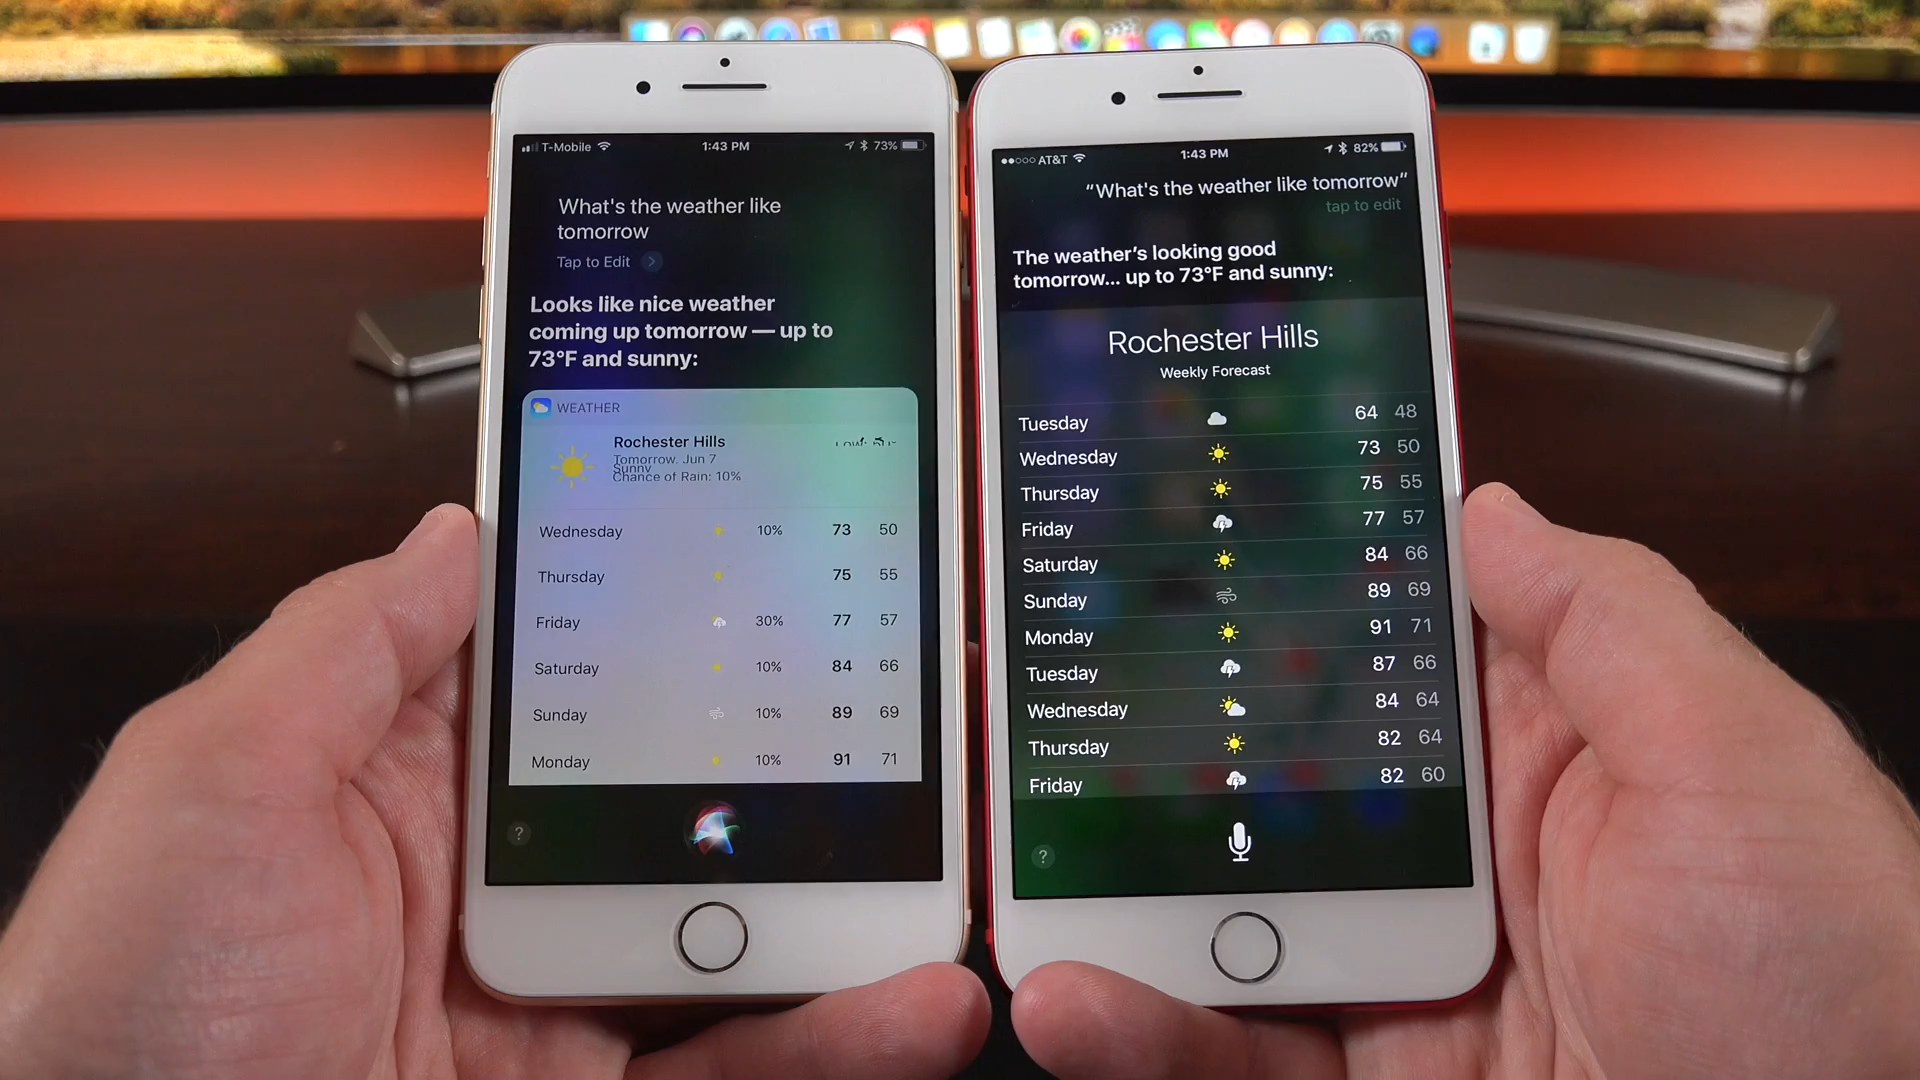 T-Mobile 1:43 PM 73%
What's the weather like
tomorrow
Tap to Edit
Looks like nice weather
coming up tomorrow — up to
73°F and sunny:
WEATHER
Rochester Hills
Tomorrow, Jun 7
Sunny
Chance of Rain: 10%
Wednesday 10% 73 50
Thursday 75 55
Friday 30% 77 57
Saturday 10% 84 66
Sunday 10% 89 69
Monday 10% 91 71
?
AT&T 1:43 PM 82%
“What's the weather like tomorrow”
tap to edit
The weather’s looking good
tomorrow... up to 73°F and sunny:
Rochester Hills
Weekly Forecast
Tuesday 64 48
Wednesday 73 50
Thursday 75 55
Friday 77 57
Saturday 84 66
Sunday 89 69
Monday 91 71
Tuesday 87 66
Wednesday 84 64
Thursday 82 64
Friday 82 60
?